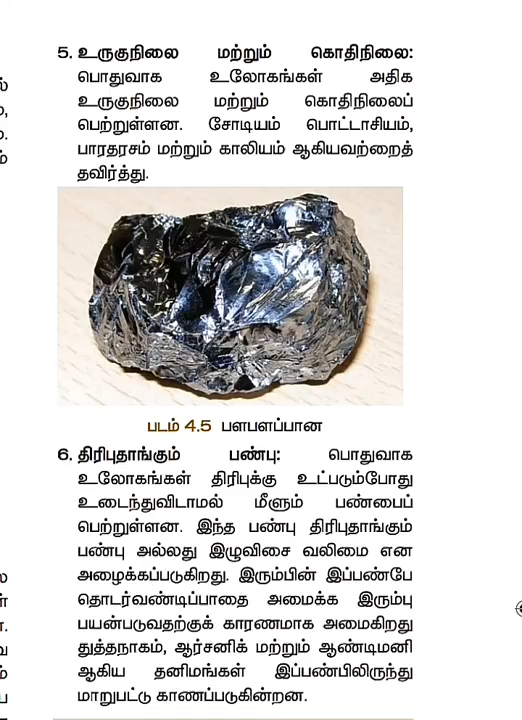 5. உருகுநிலை மற்றும் கொதிநிலை:
பொதுவாக உலோகங்கள் அதிக
உருகுநிலை மற்றும் கொதிநிலைப்
பெற்றுள்ளன. சோடியம் பொட்டாசியம்,
பாரதரசம் மற்றும் காலியம் ஆகியவற்றைத்
தவிர்த்து.
படம் 4.5 பளபளப்பான
6. திரிபுதாங்கும் பண்பு: பொதுவாக
உலோகங்கள் திரிபுக்கு உட்படும்போது
உடைந்துவிடாமல் மீளும் பண்பைப்
பெற்றுள்ளன. இந்த பண்பு திரிபுதாங்கும்
பண்பு அல்லது இழுவிசை வலிமை என
அழைக்கப்படுகிறது. இரும்பின் இப்பண்பே
தொடர்வண்டிப்பாதை அமைக்க இரும்பு
பயன்படுவதற்குக் காரணமாக அமைகிறது
துத்தநாகம், ஆர்சனிக் மற்றும் ஆண்டிமனி
ஆகிய தனிமங்கள் இப்பண்பிலிருந்து
மாறுபட்டு காணப்படுகின்றன.